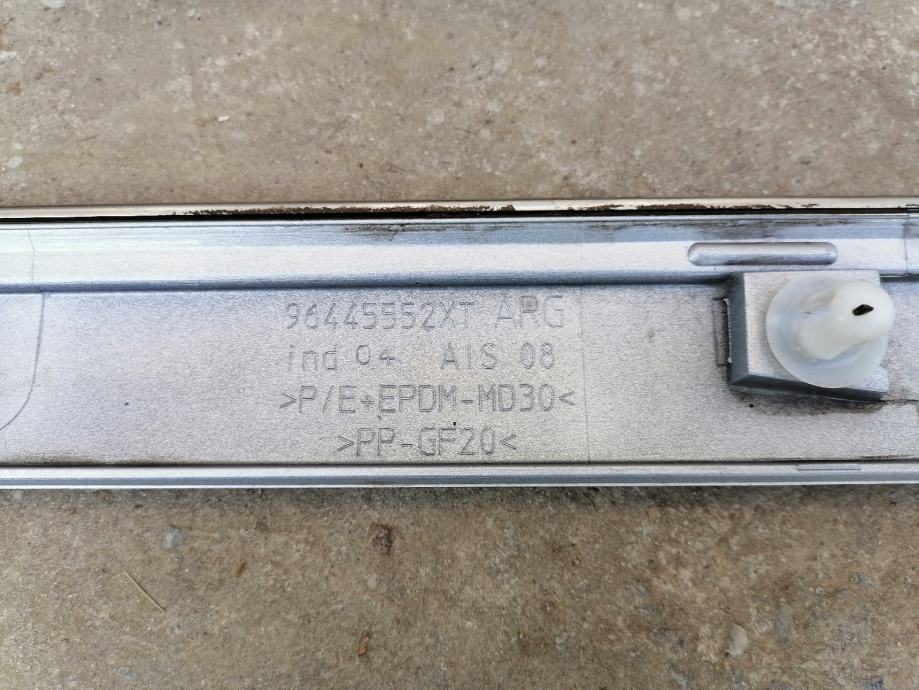 96445552XT ARG
ind 04 AIS 08
>P/E+EPDM-MD30<
>PP-GF20<